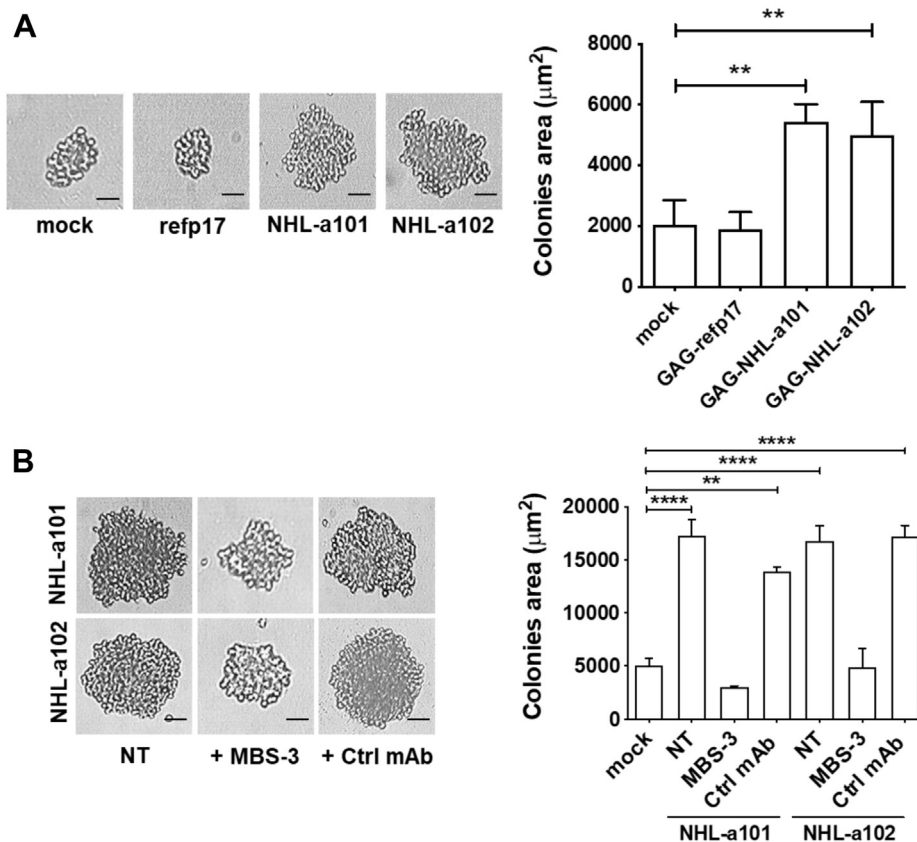 A
mock
refp17
NHL-a101
NHL-a102
Colonies area (μm²)
8000
6000
4000
2000
0
**
**
mock
GAG-refp17
GAG-NHL-a101
GAG-NHL-a102
B
NHL-a101
NHL-a102
NT
+ MBS-3
+ Ctrl mAb
Colonies area (μm²)
20000
15000
10000
5000
0
****
****
**
****
mock
NT
MBS-3
Ctrl mAb
NT
MBS-3
Ctrl mAb
NHL-a101
NHL-a102